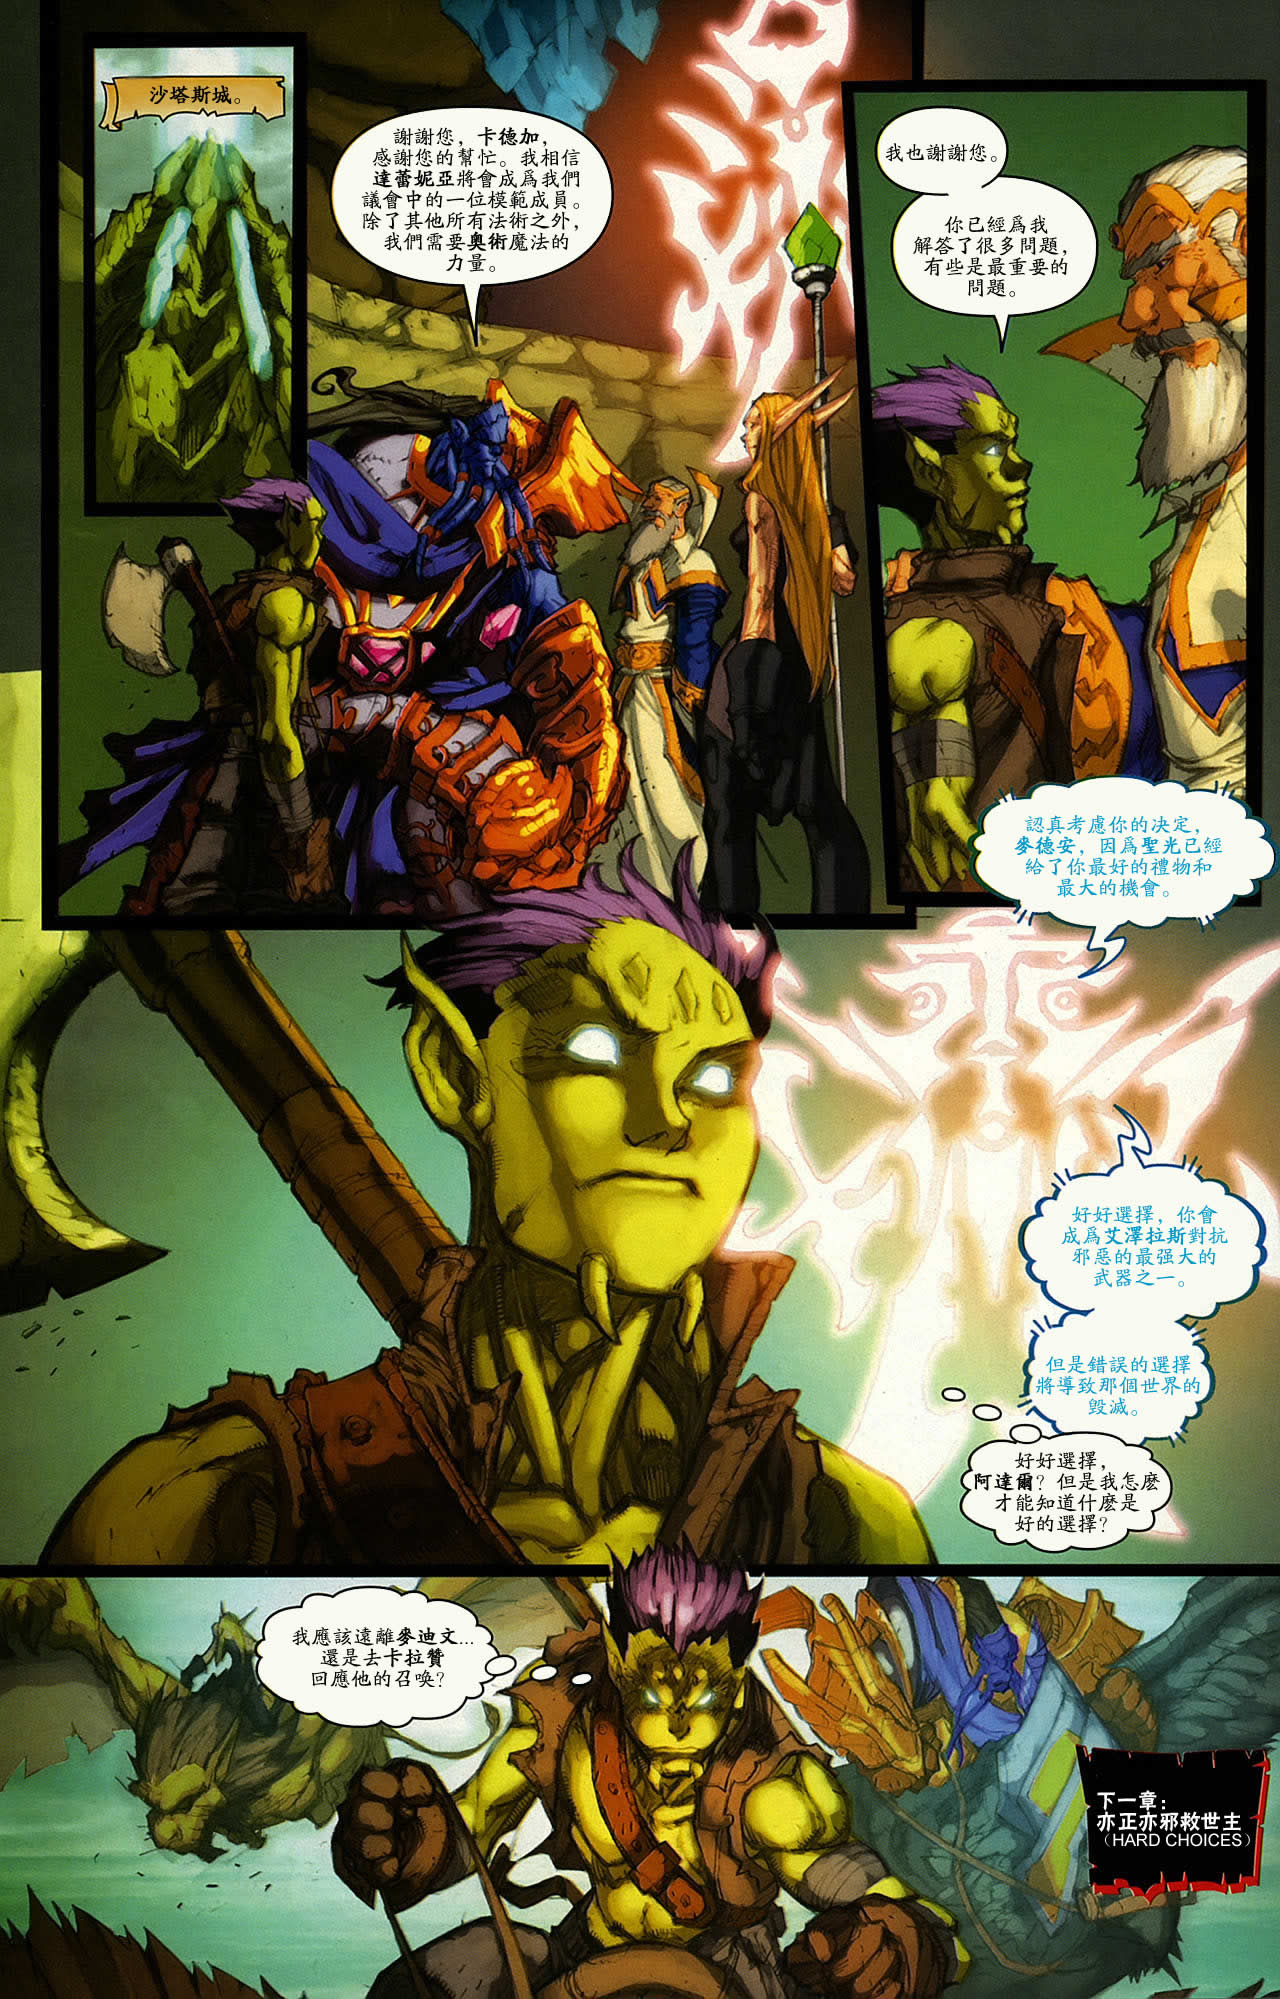 沙塔斯城。
謝謝您，卡德加，
感謝您的幫忙。我相信
達蕾妮亞將會成爲我們
議會中的一位模範成員。
除了其他所有法術之外，
我們需要奧術魔法的
力量。
我也謝謝您。
你已經爲我
解答了很多問題，
有些是最重要的
問題。
認真考慮你的决定，
麥德安，因爲聖光已經
給了你最好的禮物和
最大的機會。
好好選擇，你會
成爲艾澤拉斯對抗
邪惡的最强大的
武器之一。
但是錯誤的選擇
將導致那個世界的
毀滅。
好好選擇，
阿達爾？但是我怎麽
才能知道什麽是
好的選擇？
我應該遠離麥迪文...
還是去卡拉贊
回應他的召喚？
下一章：
亦正亦邪救世主
（HARD CHOICES）